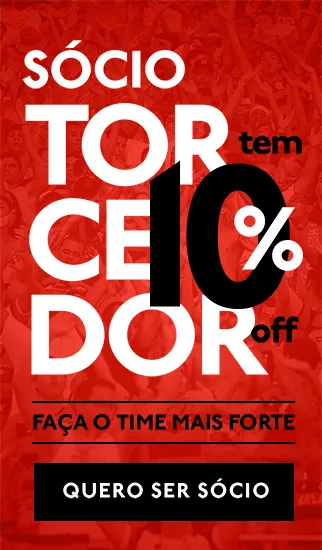 SÓCIO
TOR
tem
CE
10%
DOR
off
FAÇA O TIME MAIS FORTE
QUERO SER SÓCIO